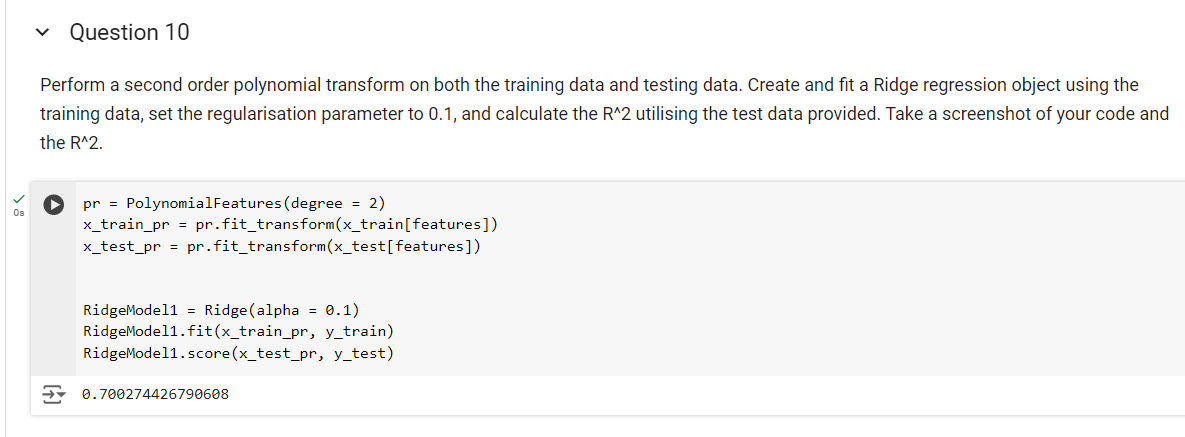 Question 10
Perform a second order polynomial transform on both the training data and testing data. Create and fit a Ridge regression object using the
training data, set the regularisation parameter to 0.1, and calculate the R^2 utilising the test data provided. Take a screenshot of your code and
the R^2.
0s
pr = PolynomialFeatures(degree = 2)
x_train_pr = pr.fit_transform(x_train[features])
x_test_pr = pr.fit_transform(x_test[features])
RidgeModel1 = Ridge(alpha = 0.1)
RidgeModel1.fit(x_train_pr, y_train)
RidgeModel1.score(x_test_pr, y_test)
0.700274426790608